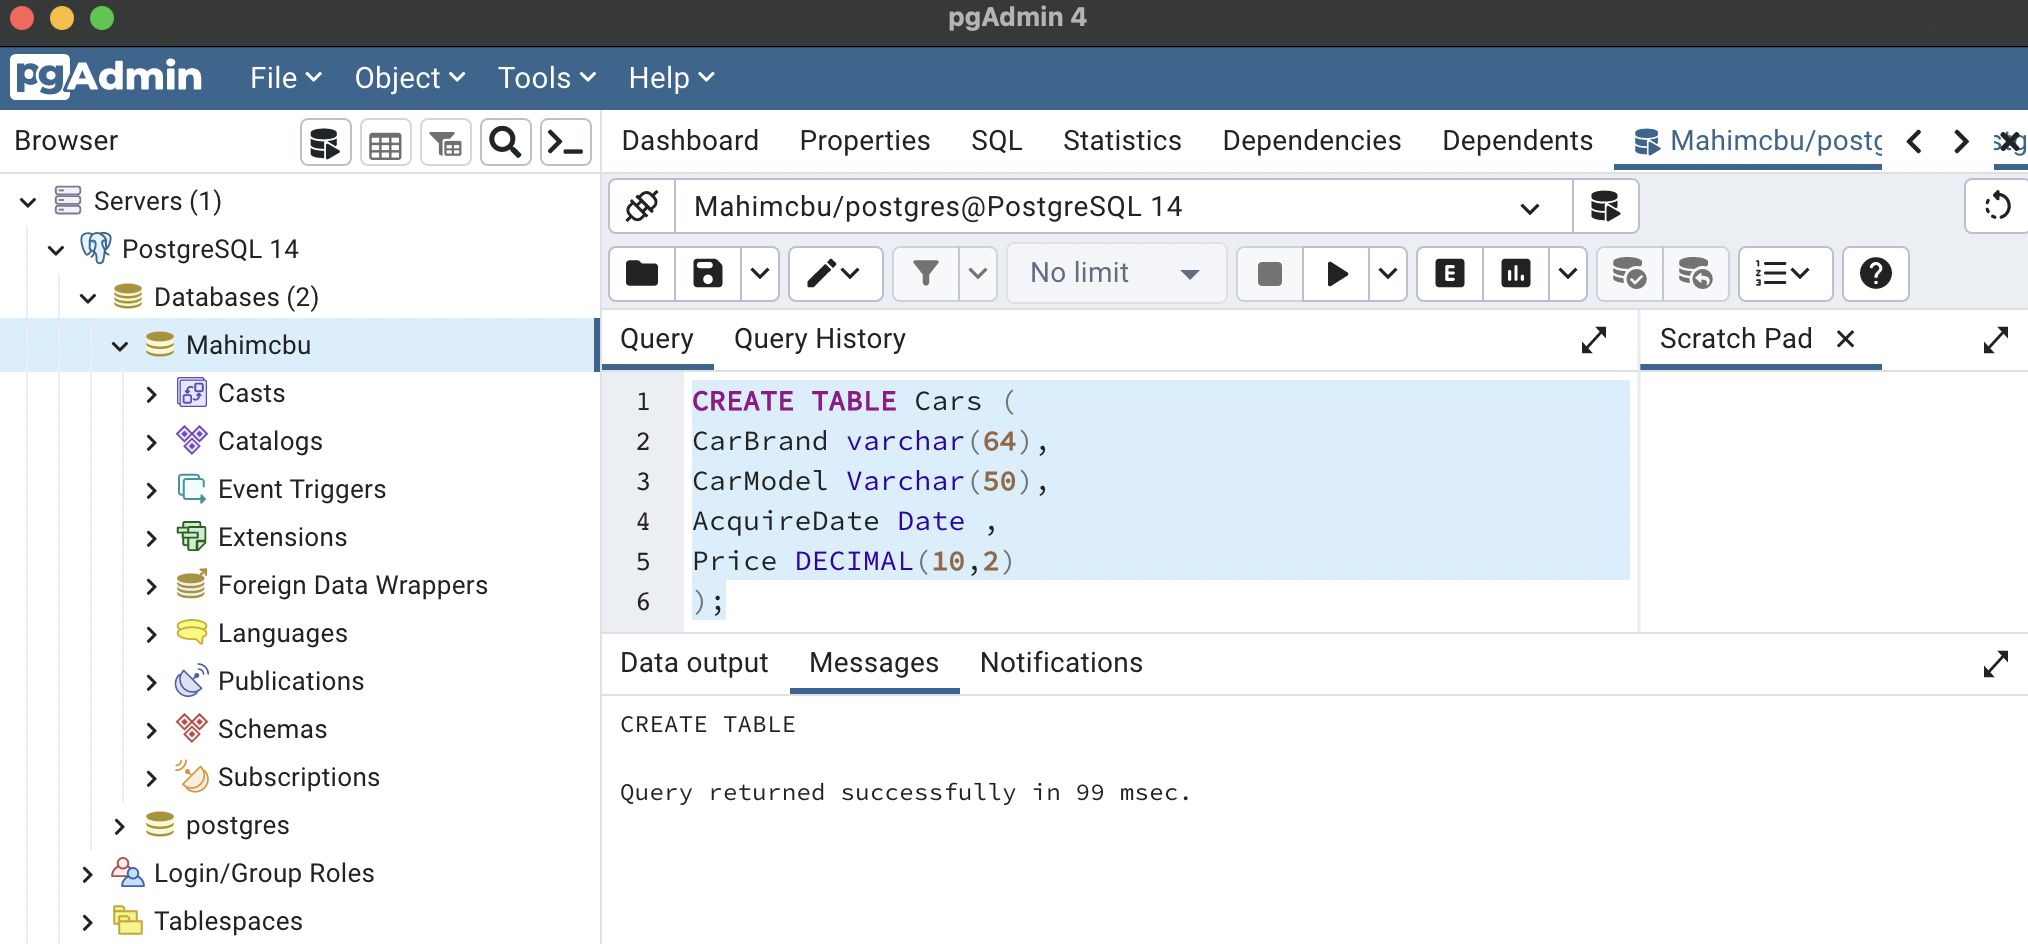 pgAdmin 4
pgAdmin File Object Tools Help
Browser
Dashboard Properties SQL Statistics Dependencies Dependents Mahimcbu/postg
Servers (1)
PostgreSQL 14
Databases (2)
Mahimcbu
Casts
Catalogs
Event Triggers
Extensions
Foreign Data Wrappers
Languages
Publications
Schemas
Subscriptions
postgres
Login/Group Roles
Tablespaces
Mahimcbu/postgres@PostgreSQL 14
No limit
E
Query Query History
Scratch Pad
1 CREATE TABLE Cars (
2 CarBrand varchar(64),
3 CarModel Varchar(50),
4 AcquireDate Date ,
5 Price DECIMAL(10,2)
6 );
Data output Messages Notifications
CREATE TABLE
Query returned successfully in 99 msec.